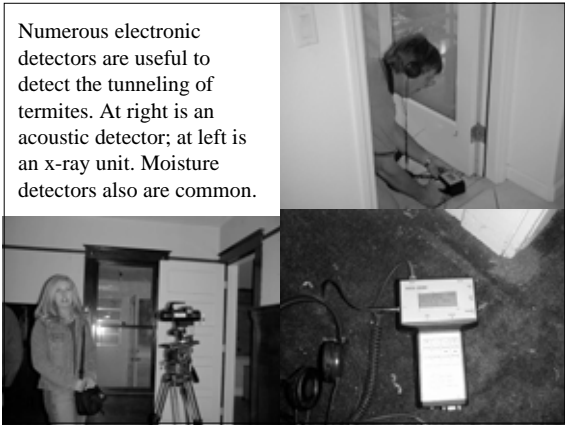 Numerous electronic
detectors are useful to
detect the tunneling of
termites. At right is an
acoustic detector; at left is
an x-ray unit. Moisture
detectors also are common.